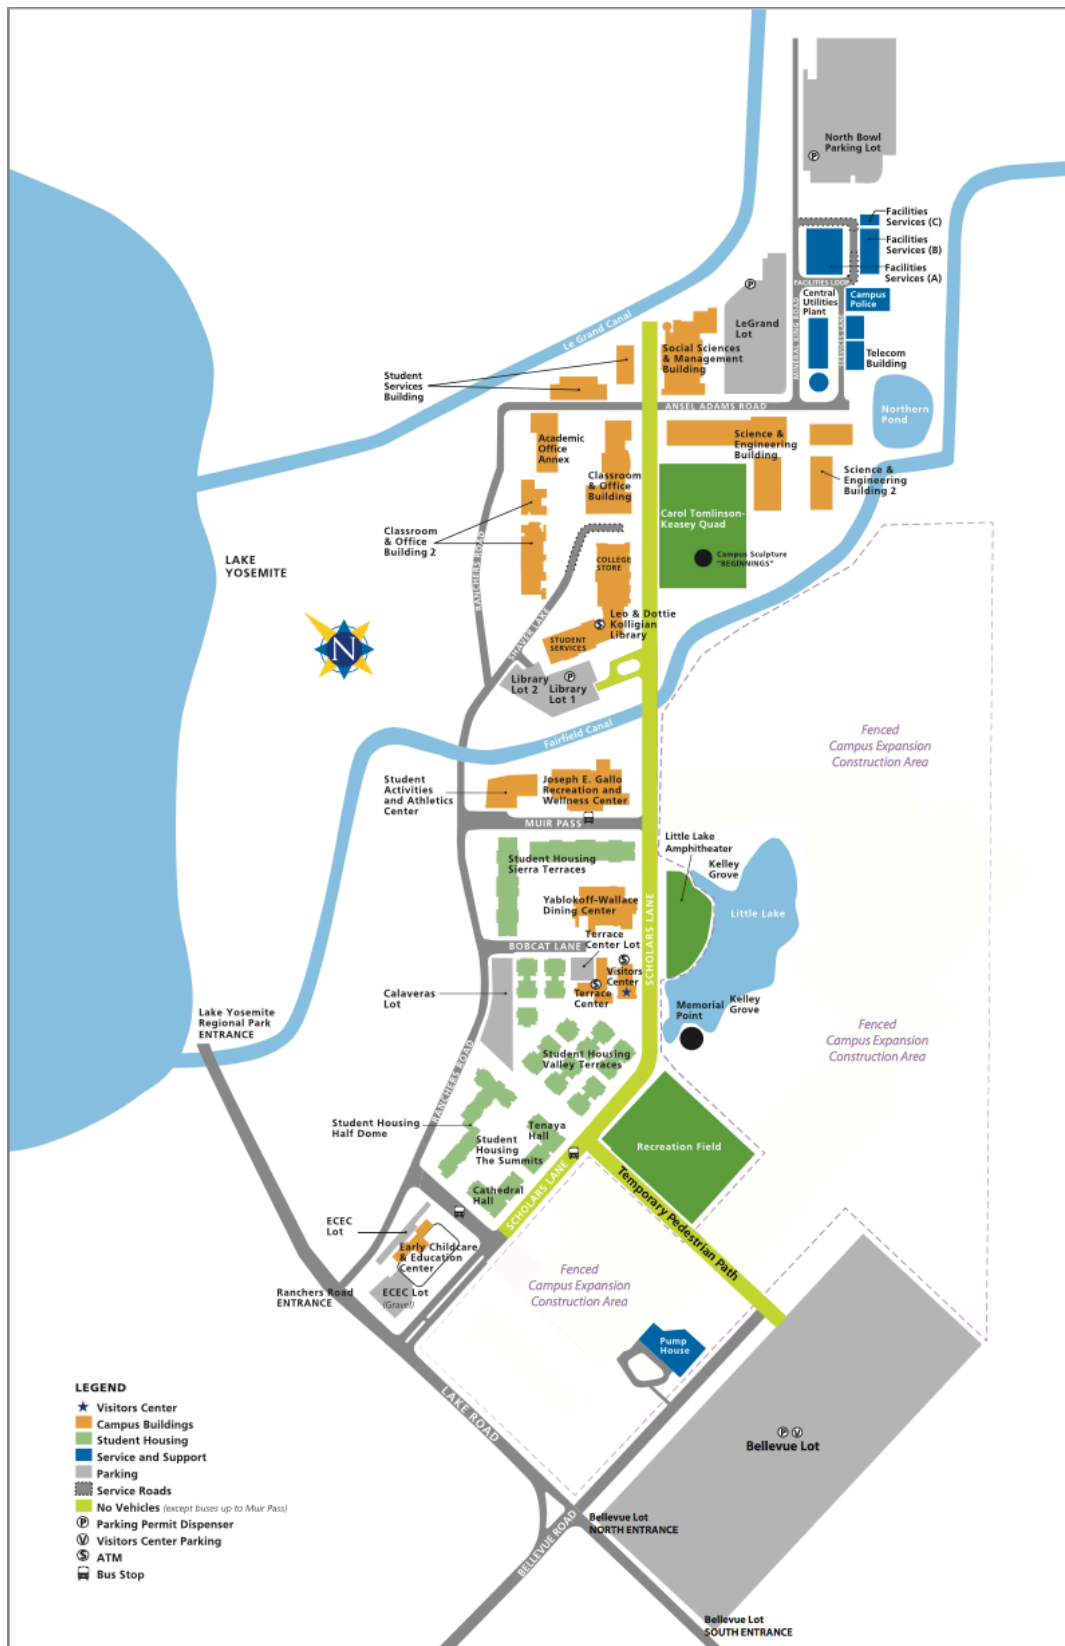 North Bowl
Parking Lot
Facilities
Services (C)
Facilities
Services (B)
Facilities
Services (A)
FACILITIES LOOP
Central
Utilities
Plant
Campus
Police
MINERAL KING ROAD
SERVICES LANE
Telecom
Building
LeGrand
Lot
Le Grand Canal
Social Sciences
& Management
Building
Student
Services
Building
ANSEL ADAMS ROAD
Northern
Pond
Academic
Office
Annex
Science &
Engineering
Building
Classroom
& Office
Building
Science &
Engineering
Building 2
Carol Tomlinson-
Keasey Quad
Classroom
& Office
Building 2
Campus Sculpture
"BEGINNINGS"
COLLEGE
STORE
LAKE
YOSEMITE
RANCHERS ROAD
N
Leo & Dottie
Kolligian
Library
SHAVER LAKE
STUDENT
SERVICES
Library
Lot 2
Library
Lot 1
Fairfield Canal
Fenced
Campus Expansion
Construction Area
Student
Activities
and Athletics
Center
Joseph E. Gallo
Recreation and
Wellness Center
MUIR PASS
Little Lake
Amphitheater
Kelley
Grove
Student Housing
Sierra Terraces
Yablokoff-Wallace
Dining Center
Little Lake
SCHOLARS LANE
Terrace
Center Lot
BOBCAT LANE
Visitors
Center
Terrace
Center
Calaveras
Lot
Memorial
Point
Kelley
Grove
Lake Yosemite
Regional Park
ENTRANCE
Fenced
Campus Expansion
Construction Area
Student Housing
Valley Terraces
RANCHERS ROAD
Student Housing
Half Dome
Student
Housing
The Summits
Tenaya
Hall
Recreation Field
Cathedral
Hall
SCHOLARS LANE
Temporary Pedestrian Path
ECEC
Lot
Early Childcare
& Education
Center
Ranchers Road
ENTRANCE
ECEC Lot
(Gravel)
Fenced
Campus Expansion
Construction Area
Pump
House
LAKE ROAD
Bellevue Lot
BELLEVUE ROAD
Bellevue Lot
NORTH ENTRANCE
Bellevue Lot
SOUTH ENTRANCE
LEGEND
Visitors Center
Campus Buildings
Student Housing
Service and Support
Parking
Service Roads
No Vehicles (except buses up to Muir Pass)
P Parking Permit Dispenser
V Visitors Center Parking
$ ATM
Bus Stop